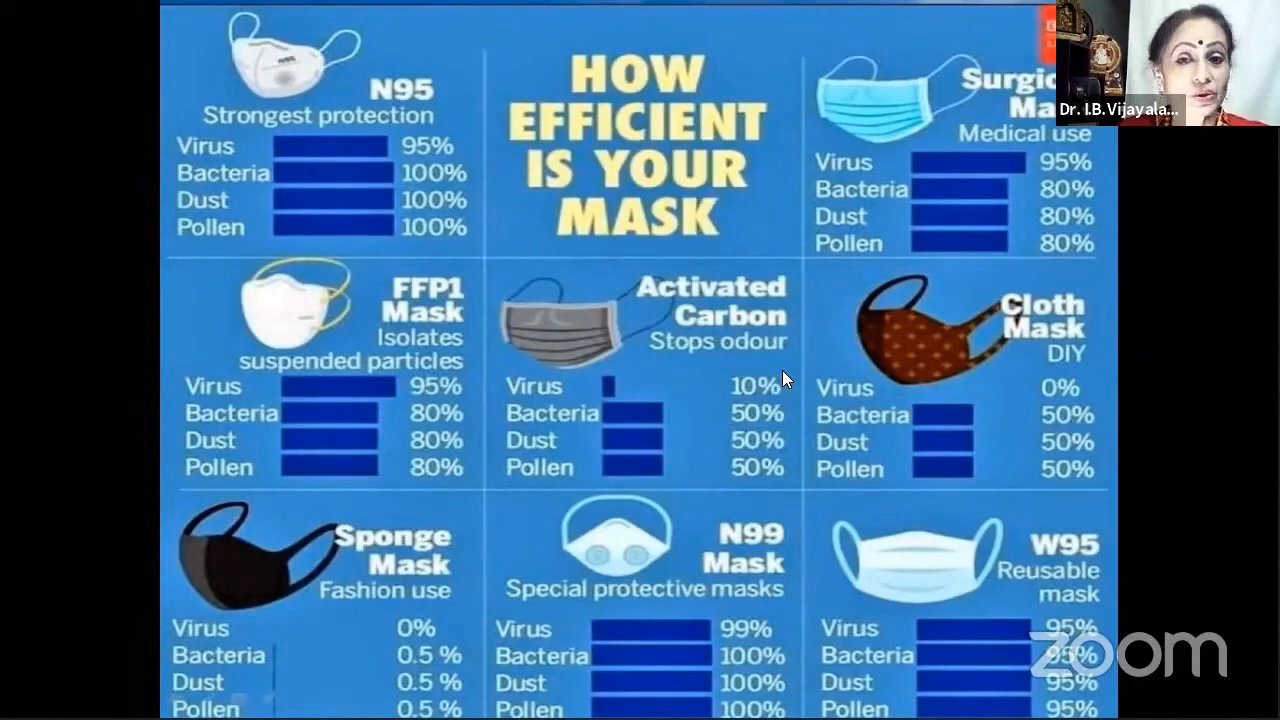 HOW
EFFICIENT
IS YOUR
MASK
N95
N95
Strongest protection
Virus 95%
Bacteria 100%
Dust 100%
Pollen 100%
Surgic
Ma
Medical use
Virus 95%
Bacteria 80%
Dust 80%
Pollen 80%
Dr. I.B.Vijayala...
FFP1
Mask
Isolates
suspended particles
Virus 95%
Bacteria 80%
Dust 80%
Pollen 80%
Activated
Carbon
Stops odour
Virus 10%
Bacteria 50%
Dust 50%
Pollen 50%
Cloth
Mask
DIY
Virus 0%
Bacteria 50%
Dust 50%
Pollen 50%
Sponge
Mask
Fashion use
Virus 0%
Bacteria 0.5 %
Dust 0.5 %
Pollen 0.5 %
N99
Mask
Special protective masks
Virus 99%
Bacteria 100%
Dust 100%
Pollen 100%
W95
Reusable
mask
Virus 95%
Bacteria 95%
Dust 95%
Pollen 95%
zoom